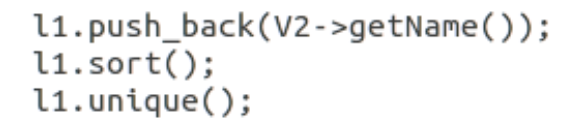 l1.push_back(V2->getName());
l1.sort();
l1.unique();